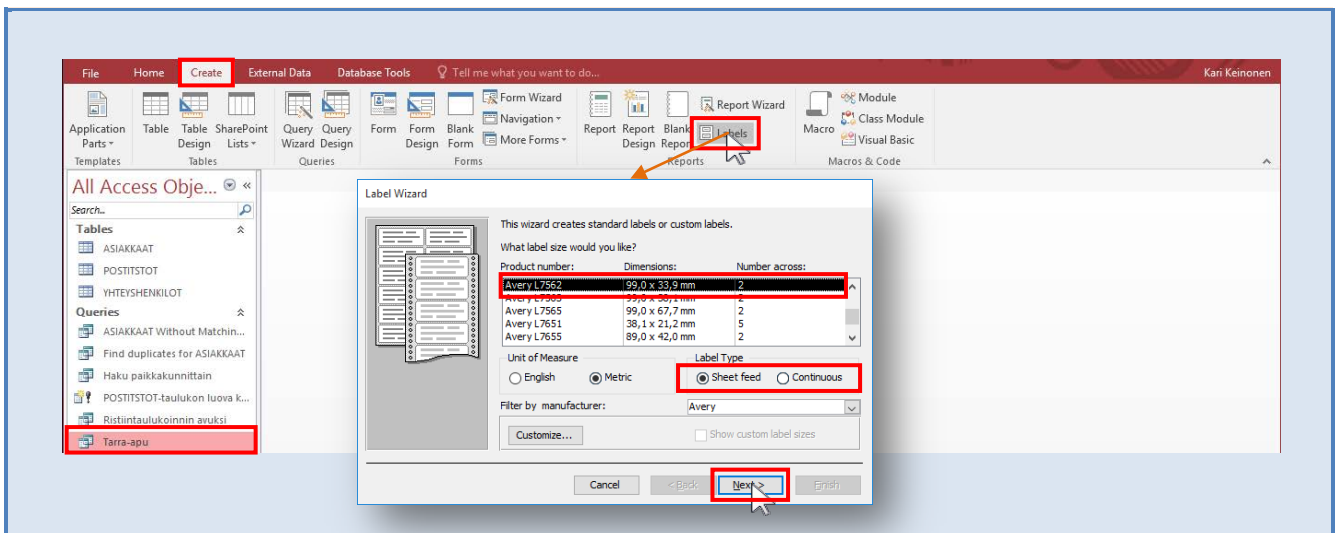 File Home Create External Data Database Tools Tell me what you want to do... Kari Keinonen
Application Parts Table Table Design SharePoint Lists Query Wizard Query Design Form Form Design Blank Form Form Wizard Navigation More Forms Report Report Design Blank Report Report Wizard Labels Macro Module Class Module Visual Basic
Templates Tables Queries Forms Reports Macros & Code
All Access Obje...
Search...
Tables
ASIAKKAAT
POSTITSTOT
YHTEYSHENKILOT
Queries
ASIAKKAAT Without Matchin...
Find duplicates for ASIAKKAAT
Haku paikkakunnittain
POSTITSTOT-taulukon luova k...
Ristiintaulukoinnin avuksi
Tarra-apu
Label Wizard
This wizard creates standard labels or custom labels.
What label size would you like?
Product number: Dimensions: Number across:
Avery L7562 99,0 x 33,9 mm 2
Avery 2
Avery L7565 99,0 x 67,7 mm 2
Avery L7651 38,1 x 21,2 mm 5
Avery L7655 89,0 x 42,0 mm 2
Unit of Measure Label Type
English Metric Sheet feed Continuous
Filter by manufacturer: Avery
Customize... Show custom label sizes
Cancel < Back Next > Finish